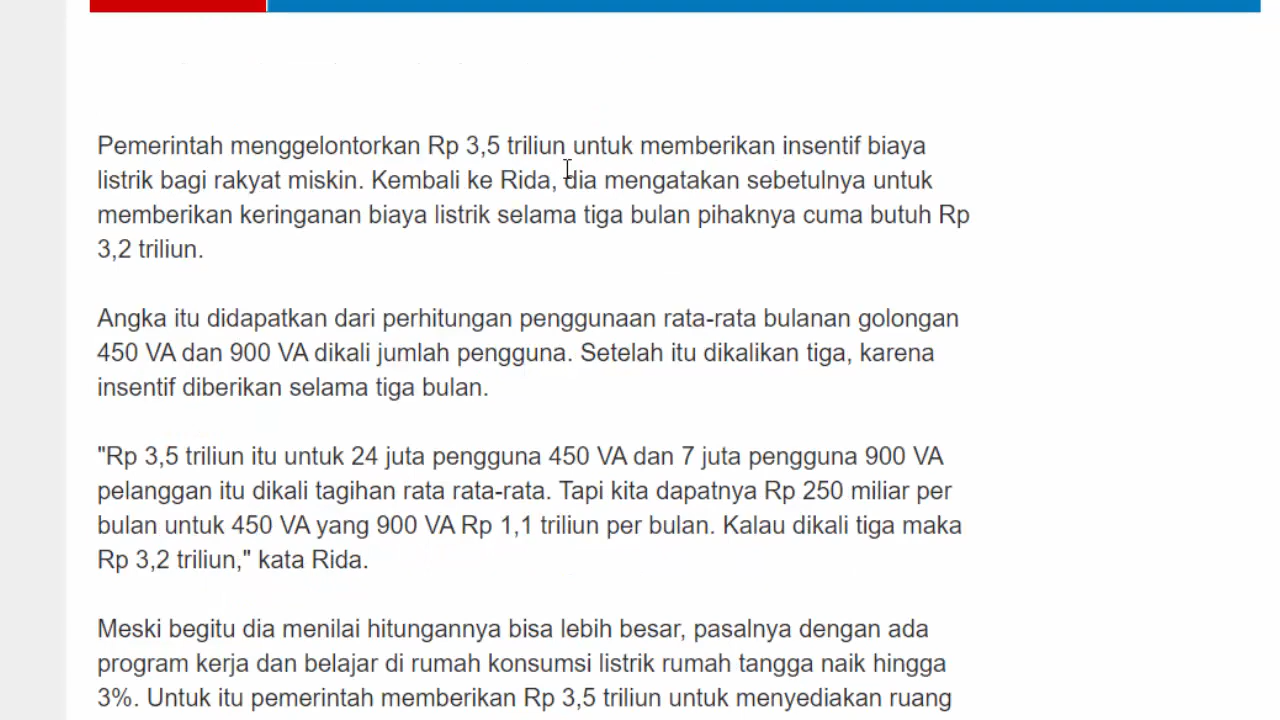 Pemerintah menggelontorkan Rp 3,5 triliun untuk memberikan insentif biaya
listrik bagi rakyat miskin. Kembali ke Rida, dia mengatakan sebetulnya untuk
memberikan keringanan biaya listrik selama tiga bulan pihaknya cuma butuh Rp
3,2 triliun.
Angka itu didapatkan dari perhitungan penggunaan rata-rata bulanan golongan
450 VA dan 900 VA dikali jumlah pengguna. Setelah itu dikalikan tiga, karena
insentif diberikan selama tiga bulan.
"Rp 3,5 triliun itu untuk 24 juta pengguna 450 VA dan 7 juta pengguna 900 VA
pelanggan itu dikali tagihan rata rata-rata. Tapi kita dapatnya Rp 250 miliar per
bulan untuk 450 VA yang 900 VA Rp 1,1 triliun per bulan. Kalau dikali tiga maka
Rp 3,2 triliun," kata Rida.
Meski begitu dia menilai hitungannya bisa lebih besar, pasalnya dengan ada
program kerja dan belajar di rumah konsumsi listrik rumah tangga naik hingga
3%. Untuk itu pemerintah memberikan Rp 3,5 triliun untuk menyediakan ruang